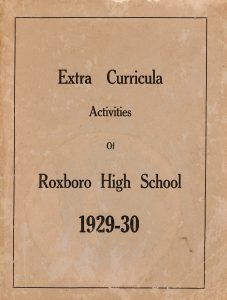 Extra Curricula
Activities
Of
Roxboro High School
1929-30